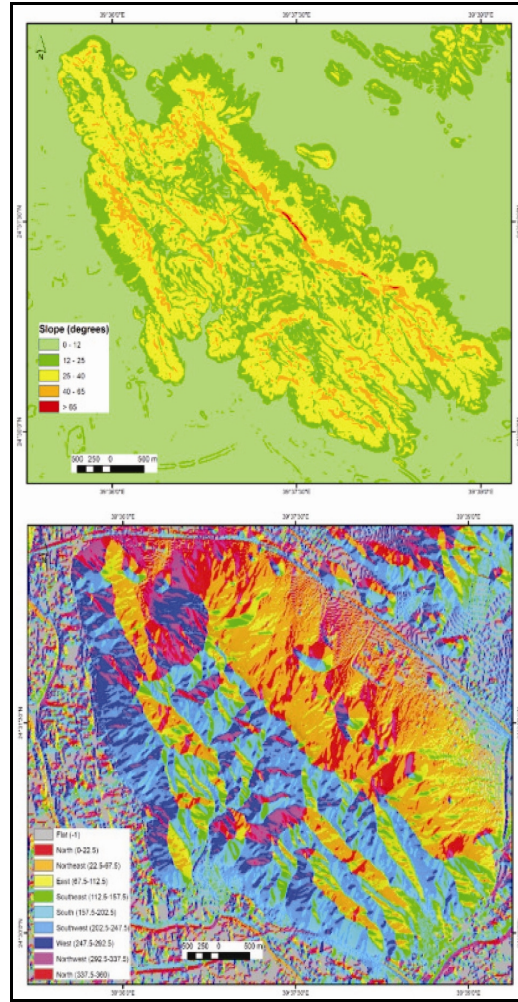 39°36'0"E 39°37'30"E 39°39'0"E
N
Slope (degrees)
0 - 12
12 - 25
25 - 40
40 - 65
> 65
500 250 0 500 m
39°36'0"E 39°37'30"E 39°39'0"E
39°36'0"E 39°37'30"E 39°39'0"E
Flat (-1)
North (0-22.5)
Northeast (22.5-67.5)
East (67.5-112.5)
Southeast (112.5-157.5)
South (157.5-202.5)
Southwest (202.5-247.5)
West (247.5-292.5)
Northwest (292.5-337.5)
North (337.5-360)
500 250 0 500 m
39°36'0"E 39°37'30"E 39°39'0"E